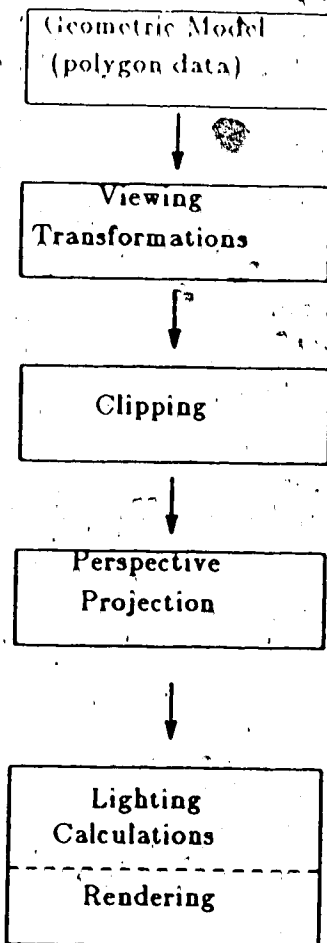 Geometric Model
(polygon data)
Viewing
Transformations
Clipping
Perspective
Projection
Lighting
Calculations
Rendering